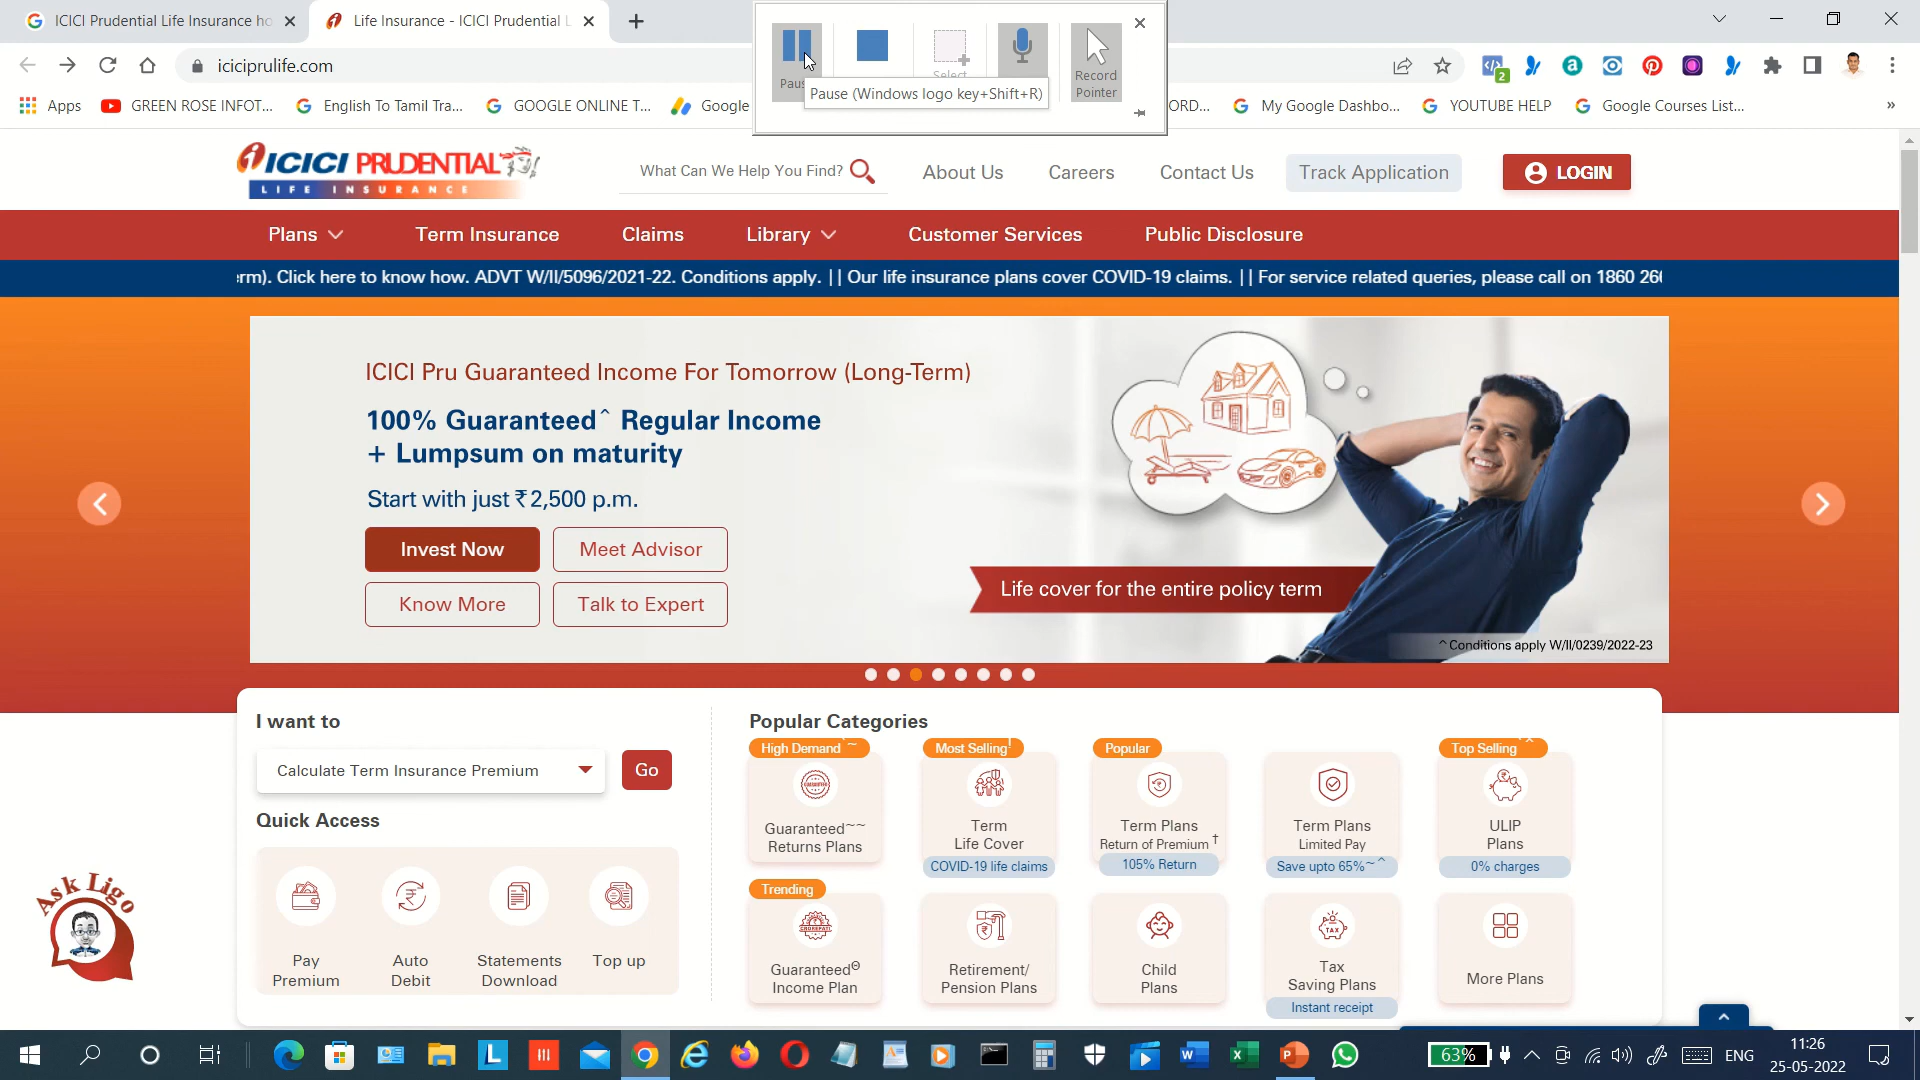 ICICI Prudential Life Insurance ho
Life Insurance - ICICI Prudential L
Pause (Windows logo key+Shift+R)
Record
Pointer
iciciprulife.com
2
Apps
GREEN ROSE INFOT...
English To Tamil Tra...
GOOGLE ONLINE T...
Google
ORD...
My Google Dashbo...
YOUTUBE HELP
Google Courses List...
»
ICICI PRUDENTIAL
LIFE INSURANCE
What Can We Help You Find?
About Us
Careers
Contact Us
Track Application
LOGIN
Plans
Term Insurance
Claims
Library
Customer Services
Public Disclosure
erm). Click here to know how. ADVT W/II/5096/2021-22. Conditions apply. || Our life insurance plans cover COVID-19 claims. || For service related queries, please call on 1860 266
ICICI Pru Guaranteed Income For Tomorrow (Long-Term)
100% Guaranteed^ Regular Income
+ Lumpsum on maturity
Start with just ₹2,500 p.m.
Invest Now
Meet Advisor
Know More
Talk to Expert
Life cover for the entire policy term
^Conditions apply W/II/0239/2022-23
I want to
Calculate Term Insurance Premium
Go
Quick Access
Pay
Premium
Auto
Debit
Statements
Download
Top up
Ask Ligo
Popular Categories
High Demand
Guaranteed~~
Returns Plans
Most Selling
Term
Life Cover
COVID-19 life claims
Popular
Term Plans
Return of Premium †
105% Return
Term Plans
Limited Pay
Save upto 65%~^
Top Selling
ULIP
Plans
0% charges
Trending
Guaranteed
Income Plan
Retirement/
Pension Plans
Child
Plans
TAX
Tax
Saving Plans
Instant receipt
More Plans
63%
ENG
11:26
25-05-2022